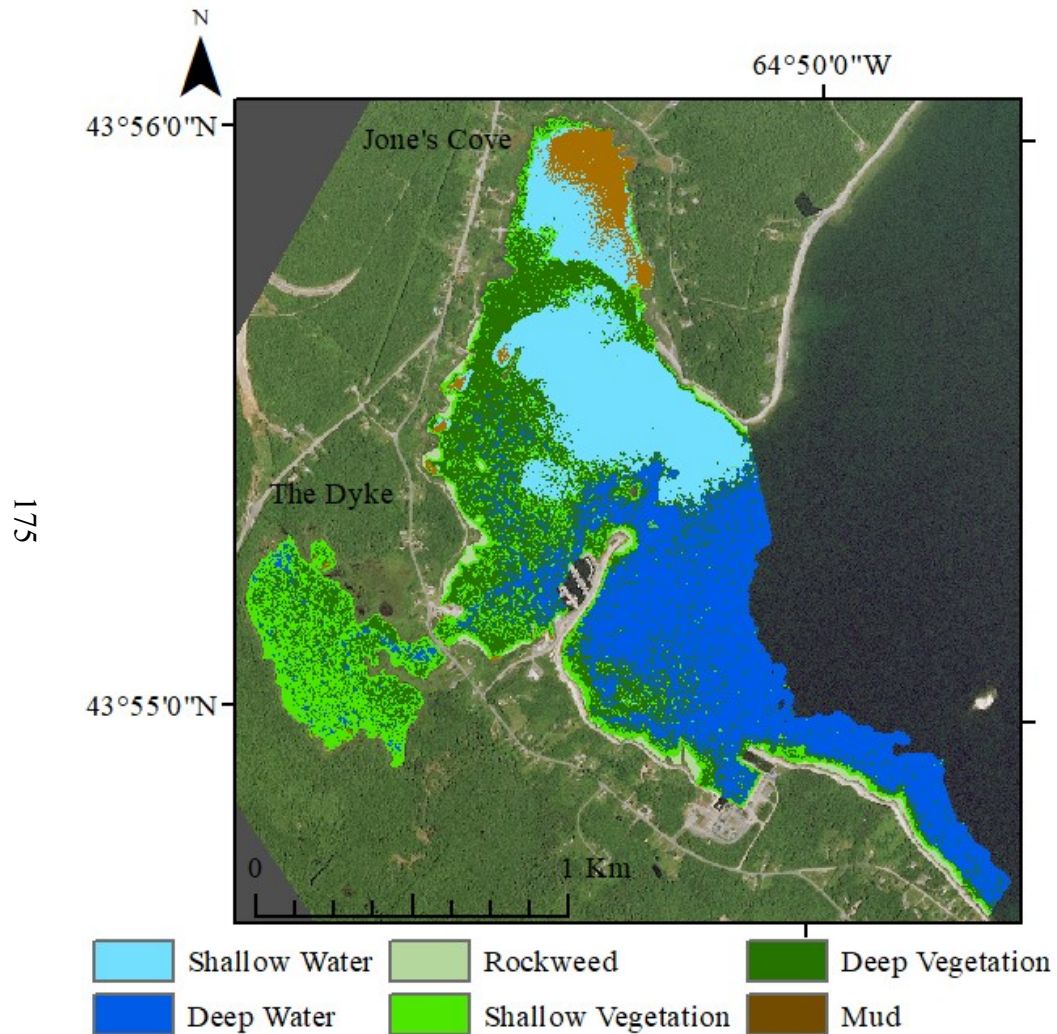 N
64°50'0"W
43°56'0"N
Jone's Cove
The Dyke
175
43°55'0"N
0 1 Km
Shallow Water Rockweed Deep Vegetation
Deep Water Shallow Vegetation Mud